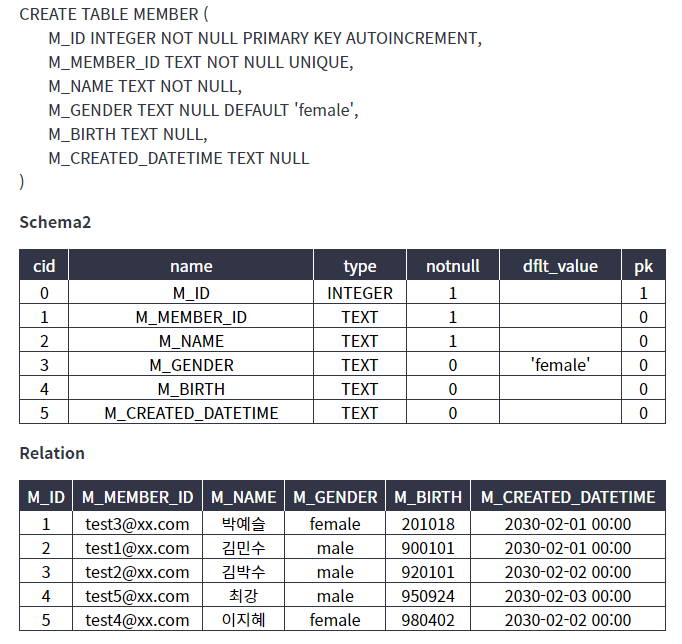 CREATE TABLE MEMBER (
M_ID INTEGER NOT NULL PRIMARY KEY AUTOINCREMENT,
M_MEMBER_ID TEXT NOT NULL UNIQUE,
M_NAME TEXT NOT NULL,
M_GENDER TEXT NULL DEFAULT 'female',
M_BIRTH TEXT NULL,
M_CREATED_DATETIME TEXT NULL
)
Schema2
cid name type notnull dflt_value pk
0 M_ID INTEGER 1 1
1 M_MEMBER_ID TEXT 1 0
2 M_NAME TEXT 1 0
3 M_GENDER TEXT 0 'female' 0
4 M_BIRTH TEXT 0 0
5 M_CREATED_DATETIME TEXT 0 0
Relation
M_ID M_MEMBER_ID M_NAME M_GENDER M_BIRTH M_CREATED_DATETIME
1 test3@xx.com 박예슬 female 201018 2030-02-01 00:00
2 test1@xx.com 김민수 male 900101 2030-02-01 00:00
3 test2@xx.com 김박수 male 920101 2030-02-02 00:00
4 test5@xx.com 최강 male 950924 2030-02-03 00:00
5 test4@xx.com 이지혜 female 980402 2030-02-02 00:00